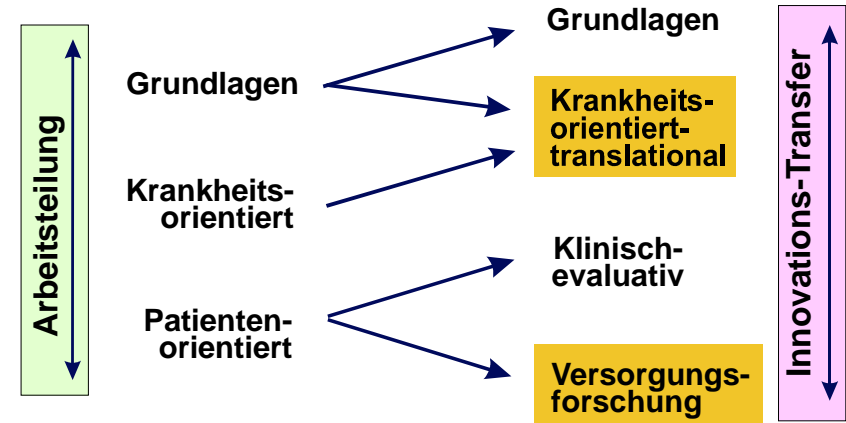 Arbeitsteilung
Grundlagen
Krankheits-
orientiert
Patienten-
orientiert
Grundlagen
Krankheits-
orientiert-
translational
Klinisch-
evaluativ
Versorgungs-
forschung
Innovations-Transfer